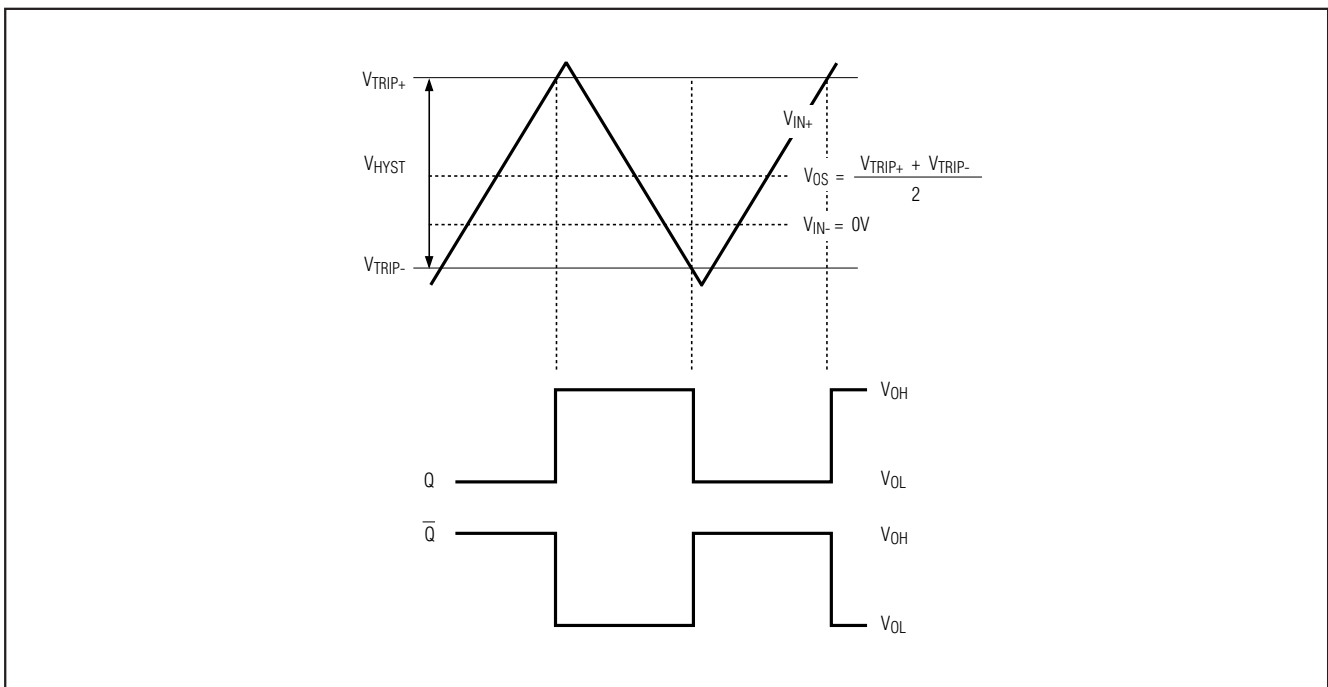 VTRIP+
VIN+
VHYST
VOS = VTRIP+ + VTRIP-
2
VIN- = 0V
VTRIP-
VOH
Q
VOL
Q̅
VOH
VOL